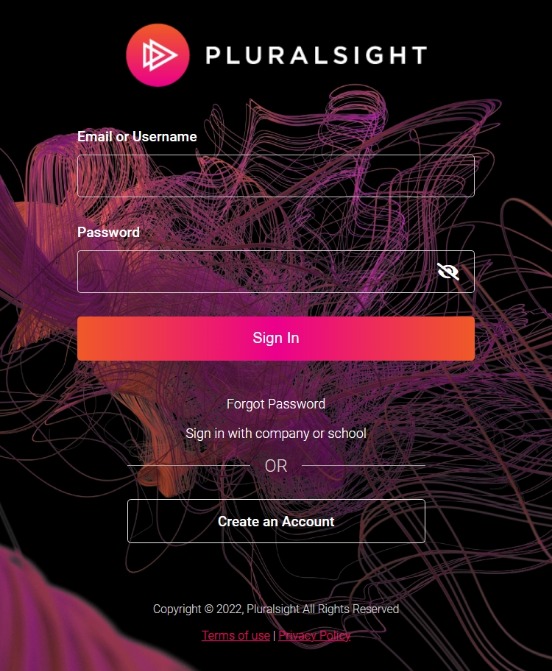 PLURALSIGHT
Email or Username
Password
Sign In
Forgot Password
Sign in with company or school
OR
Create an Account
Copyright © 2022, Pluralsight All Rights Reserved
Terms of use | Privacy Policy